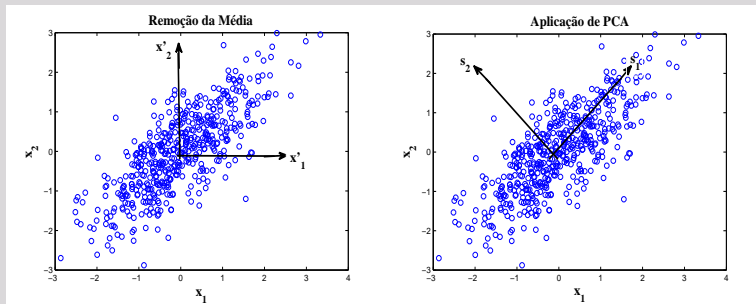 Remoção da Média
x'2
x'1
3
2
1
0
−1
−2
−3
−3 −2 −1 0 1 2 3 4
x2
x1
Aplicação de PCA
s2
s1
3
2
1
0
−1
−2
−3
−3 −2 −1 0 1 2 3 4
x2
x1